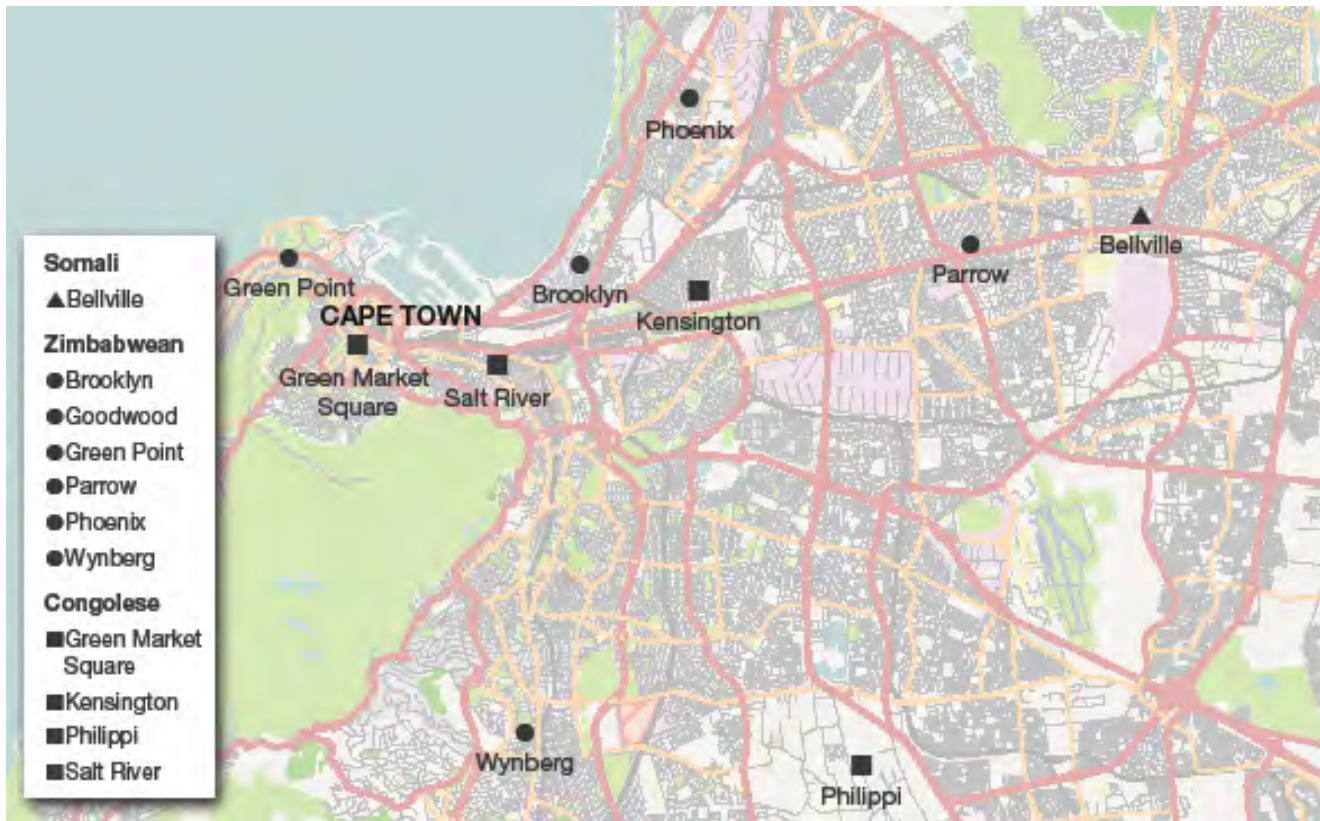 Phoenix
Bellville
Parrow
Green Point
Brooklyn
CAPE TOWN
Kensington
Green Market
Square
Salt River
Wynberg
Philippi
Somali
▲Bellville
Zimbabwean
●Brooklyn
●Goodwood
●Green Point
●Parrow
●Phoenix
●Wynberg
Congolese
■Green Market
Square
■Kensington
■Philippi
■Salt River